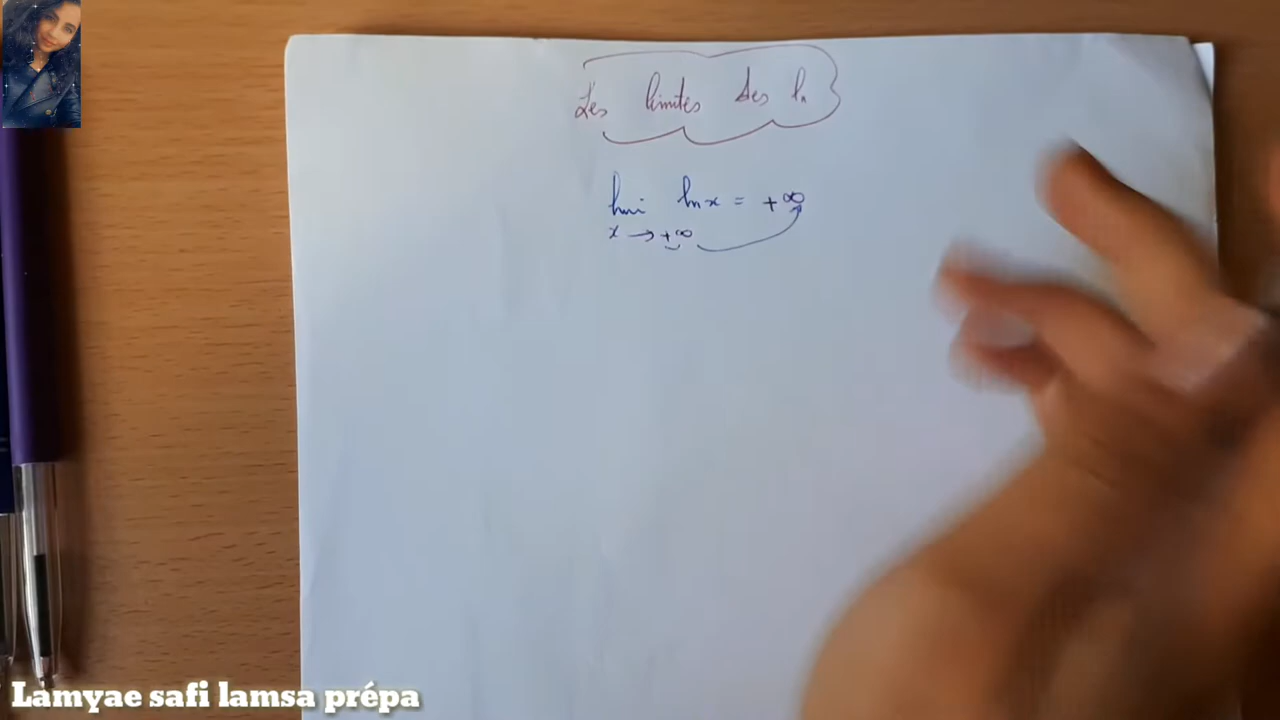 Les limites des ln
lim ln x = +∞
x → +∞
Lamyae safi lamsa prépa